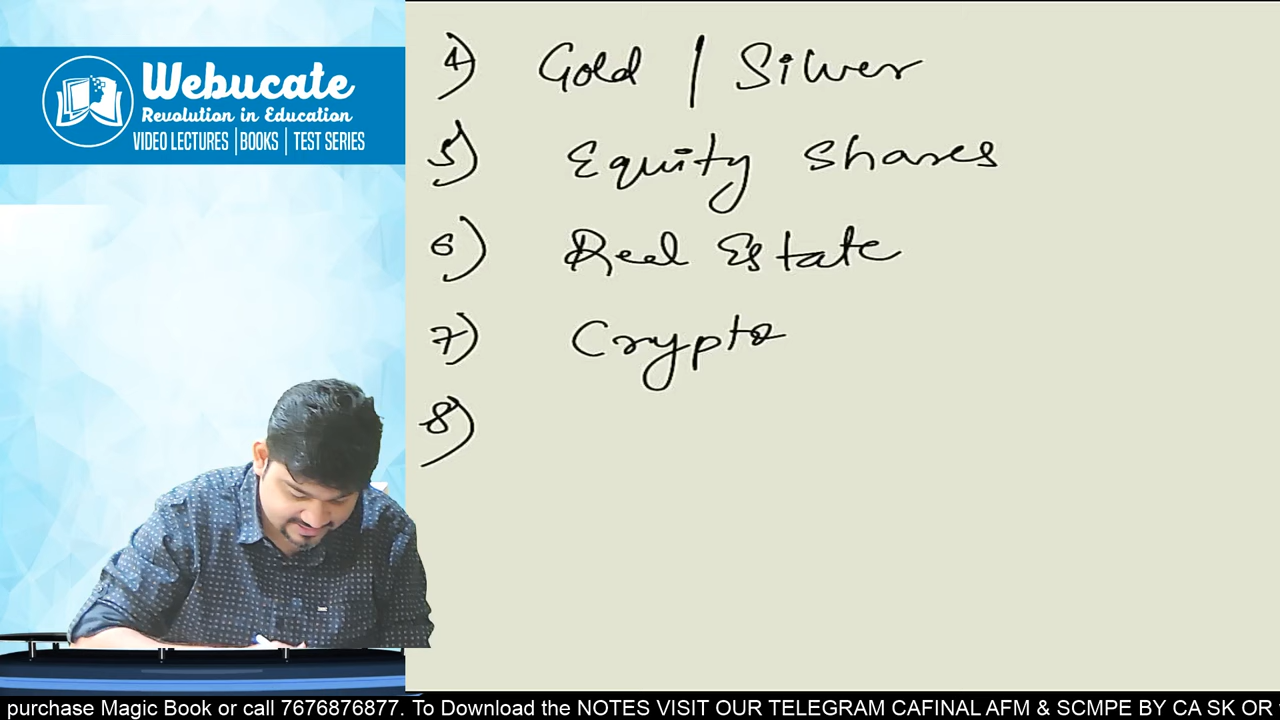 Webucate
Revolution in Education
VIDEO LECTURES | BOOKS | TEST SERIES
4) Gold / Silver
5) Equity Shares
6) Real Estate
7) Crypto
8)
purchase Magic Book or call 7676876877. To Download the NOTES VISIT OUR TELEGRAM CAFINAL AFM & SCMPE BY CA SK OR